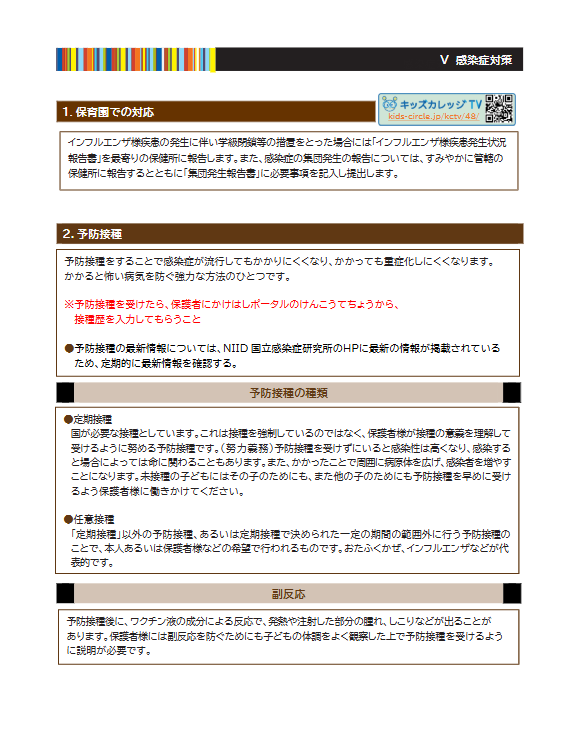 Ⅴ 感染症対策
1. 保育園での対応
キッズカレッジTV
kids-circle.jp/kctv/48/
インフルエンザ様疾患の発生に伴い学級閉鎖等の措置をとった場合には「インフルエンザ様疾患発生状況
報告書」を最寄りの保健所に報告します。また、感染症の集団発生の報告については、すみやかに管轄の
保健所に報告するとともに「集団発生報告書」に必要事項を記入し提出します。
2. 予防接種
予防接種をすることで感染症が流行してもかかりにくくなり、かかっても重症化しにくくなります。
かかると怖い病気を防ぐ強力な方法のひとつです。
※予防接種を受けたら、保護者にかけはしポータルのけんこうてちょうから、
接種歴を入力してもらうこと
●予防接種の最新情報については、NIID 国立感染症研究所のHPに最新の情報が掲載されている
ため、定期的に最新情報を確認する。
予防接種の種類
●定期接種
国が必要な接種としています。これは接種を強制しているのではなく、保護者様が接種の意義を理解して
受けるように努める予防接種です。（努力義務）予防接種を受けずにいると感染性は高くなり、感染する
と場合によっては命に関わることもあります。また、かかったことで周囲に病原体を広げ、感染者を増やす
ことになります。未接種の子どもにはその子のためにも、また他の子のためにも予防接種を早めに受け
るよう保護者様に働きかけてください。
●任意接種
「定期接種」以外の予防接種、あるいは定期接種で決められた一定の期間の範囲外に行う予防接種の
ことで、本人あるいは保護者様などの希望で行われるものです。おたふくかぜ、インフルエンザなどが代
表的です。
副反応
予防接種後に、ワクチン液の成分による反応で、発熱や注射した部分の腫れ、しこりなどが出ることが
あります。保護者様には副反応を防ぐためにも子どもの体調をよく観察した上で予防接種を受けるよう
に説明が必要です。